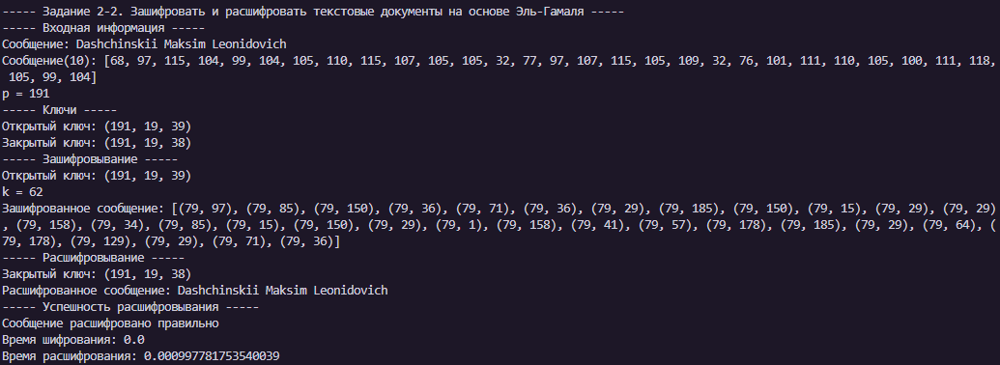 ----- Задание 2-2. Зашифровать и расшифровать текстовые документы на основе Эль-Гамаля -----
----- Входная информация -----
Сообщение: Dashchinskii Maksim Leonidovich
Сообщение(10): [68, 97, 115, 104, 99, 104, 105, 110, 115, 107, 105, 105, 32, 77, 97, 107, 115, 105, 109, 32, 76, 101, 111, 110, 105, 100, 111, 118,
 105, 99, 104]
p = 191
----- Ключи -----
Открытый ключ: (191, 19, 39)
Закрытый ключ: (191, 19, 38)
----- Зашифровывание -----
Открытый ключ: (191, 19, 39)
k = 62
Зашифрованное сообщение: [(79, 97), (79, 85), (79, 150), (79, 36), (79, 71), (79, 36), (79, 29), (79, 185), (79, 150), (79, 15), (79, 29), (79, 29)
, (79, 158), (79, 34), (79, 85), (79, 15), (79, 150), (79, 29), (79, 1), (79, 158), (79, 41), (79, 57), (79, 178), (79, 185), (79, 29), (79, 64), (
79, 178), (79, 129), (79, 29), (79, 71), (79, 36)]
----- Расшифровывание -----
Закрытый ключ: (191, 19, 38)
Расшифрованное сообщение: Dashchinskii Maksim Leonidovich
----- Успешность расшифровывания -----
Сообщение расшифровано правильно
Время шифрования: 0.0
Время расшифрования: 0.000997781753540039